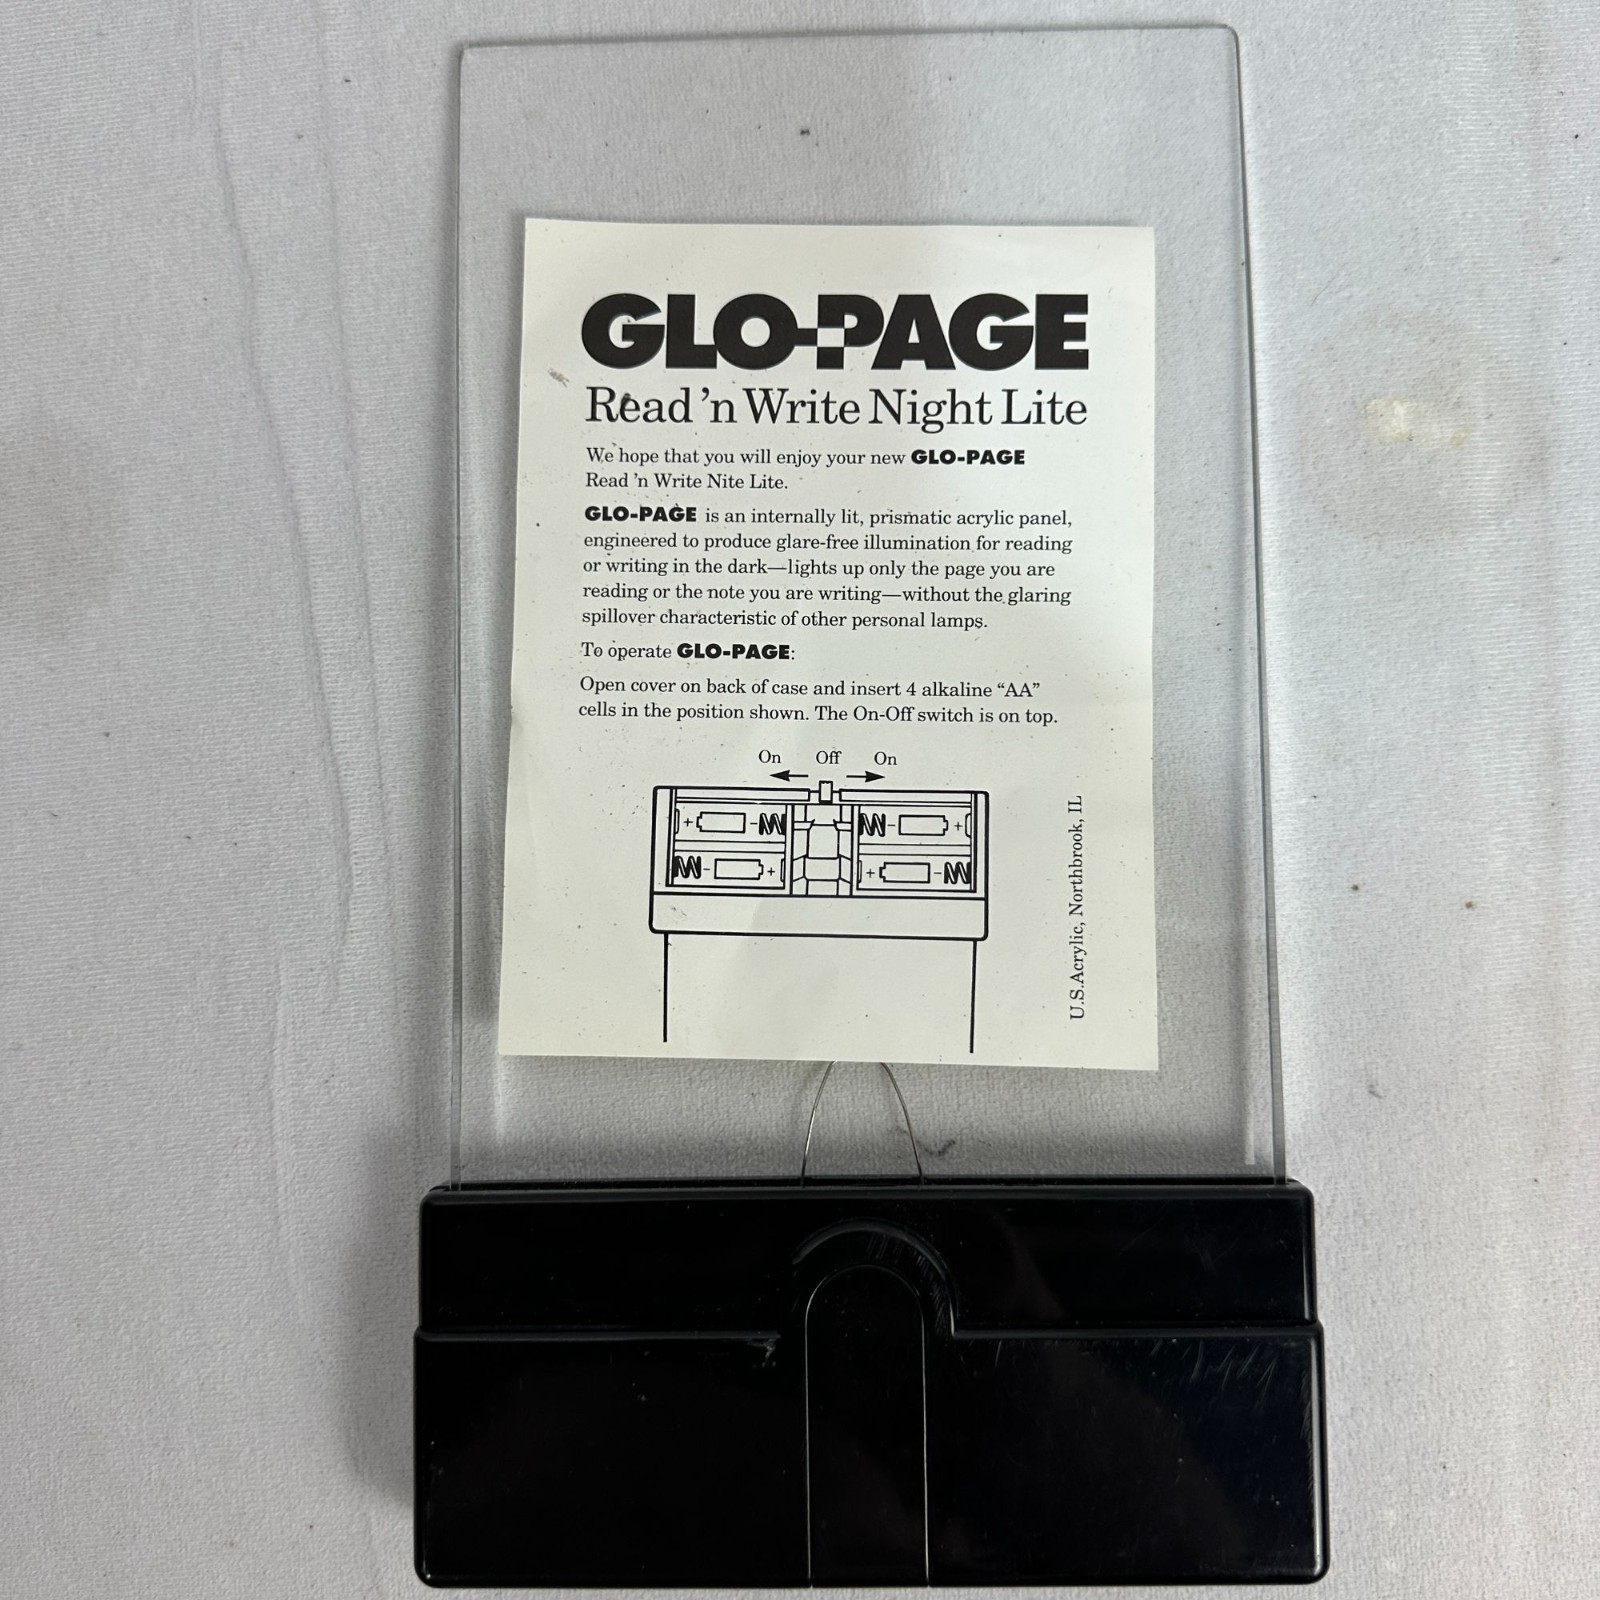 GLO-PAGE
Read 'n Write Night Lite
We hope that you will enjoy your new GLO-PAGE
Read 'n Write Nite Lite.
GLO-PAGE is an internally lit, prismatic acrylic panel,
engineered to produce glare-free illumination for reading
or writing in the dark—lights up only the page you are
reading or the note you are writing—without the glaring
spillover characteristic of other personal lamps.
To operate GLO-PAGE:
Open cover on back of case and insert 4 alkaline “AA”
cells in the position shown. The On-Off switch is on top.
On Off On
+ - - +
- + + -
U.S.Acrylic, Northbrook, IL